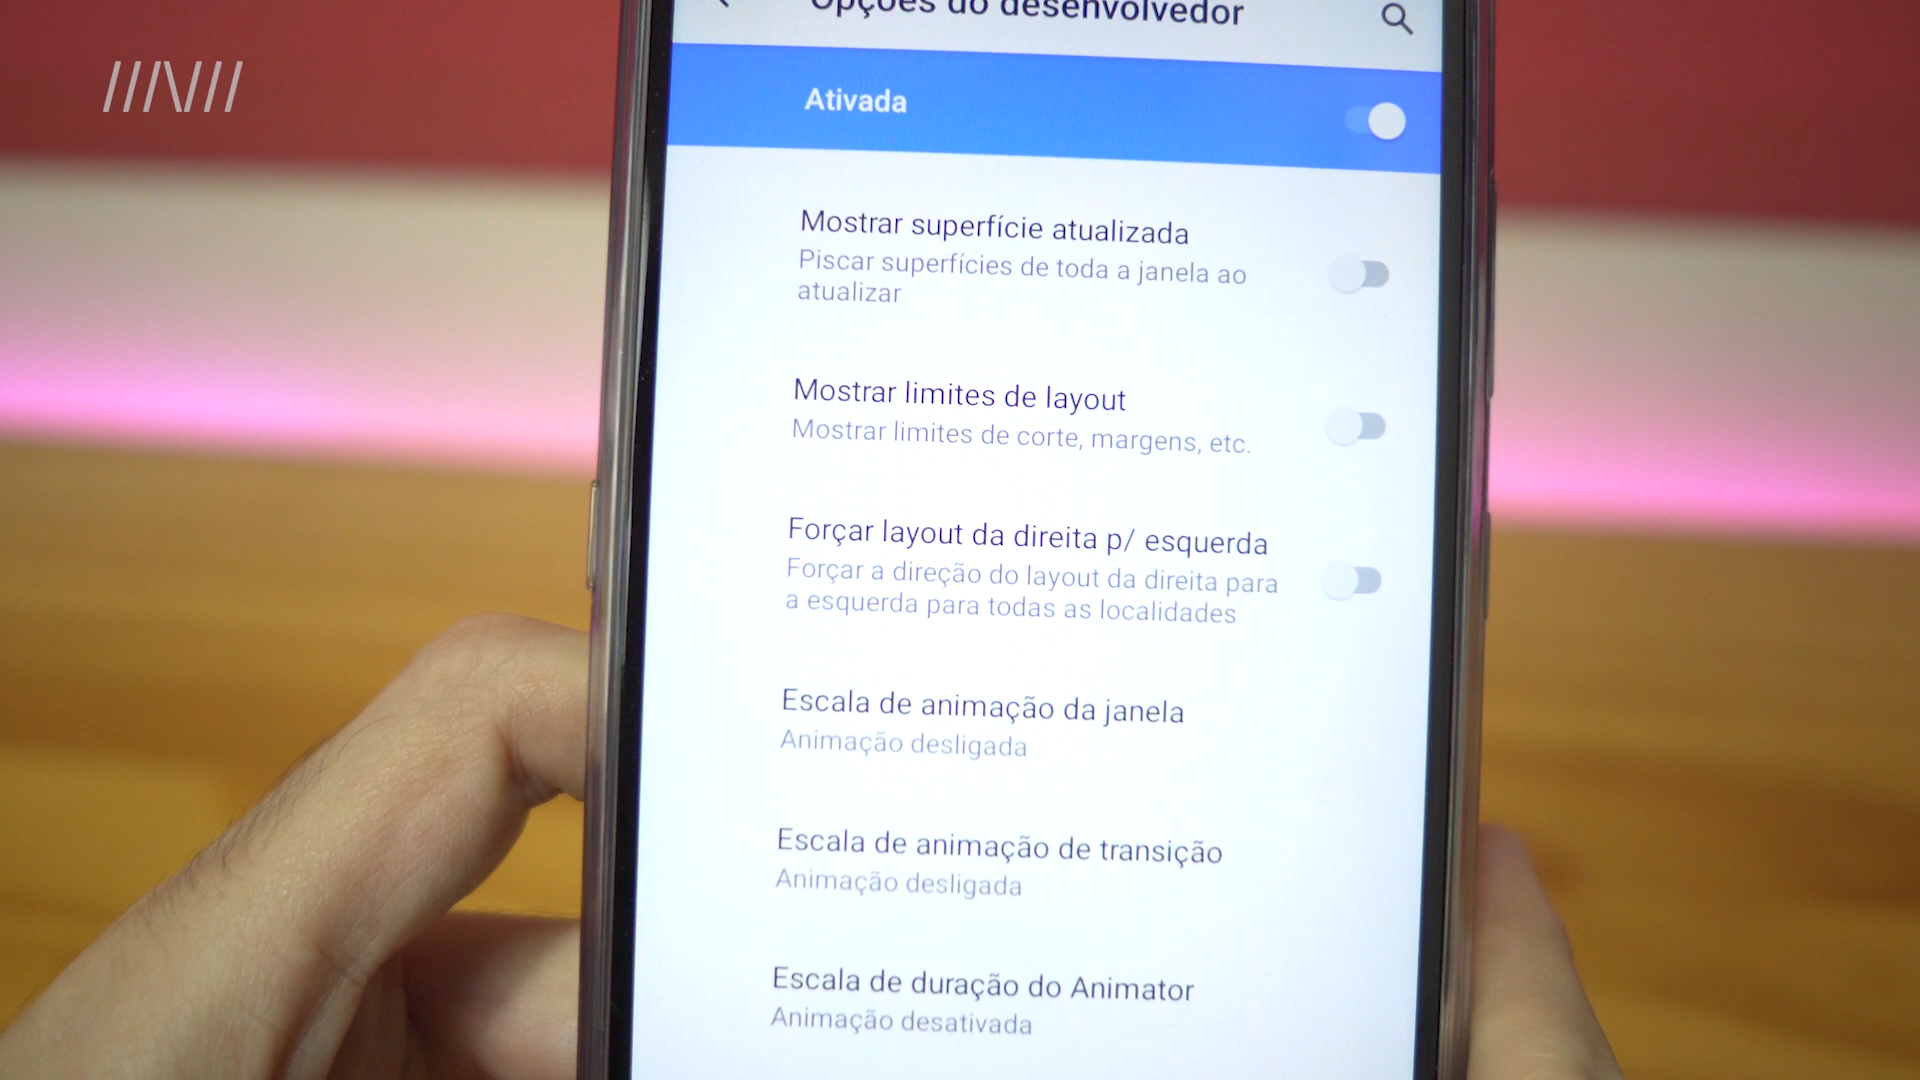 Opções do desenvolvedor
Ativada
Mostrar superfície atualizada
Piscar superfícies de toda a janela ao
atualizar
Mostrar limites de layout
Mostrar limites de corte, margens, etc.
Forçar layout da direita p/ esquerda
Forçar a direção do layout da direita para
a esquerda para todas as localidades
Escala de animação da janela
Animação desligada
Escala de animação de transição
Animação desligada
Escala de duração do Animator
Animação desativada